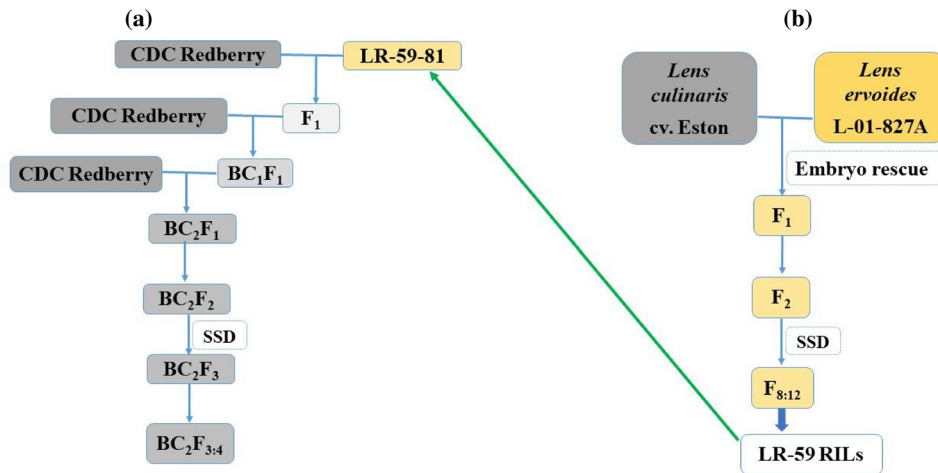 (a)
CDC Redberry
LR-59-81
CDC Redberry
F₁
CDC Redberry
BC₁F₁
BC₂F₁
BC₂F₂
SSD
BC₂F₃
BC₂F₃:₄
(b)
Lens
culinaris
cv. Eston
Lens
ervoides
L-01-827A
Embryo rescue
F₁
F₂
SSD
F₈:₁₂
LR-59 RILs